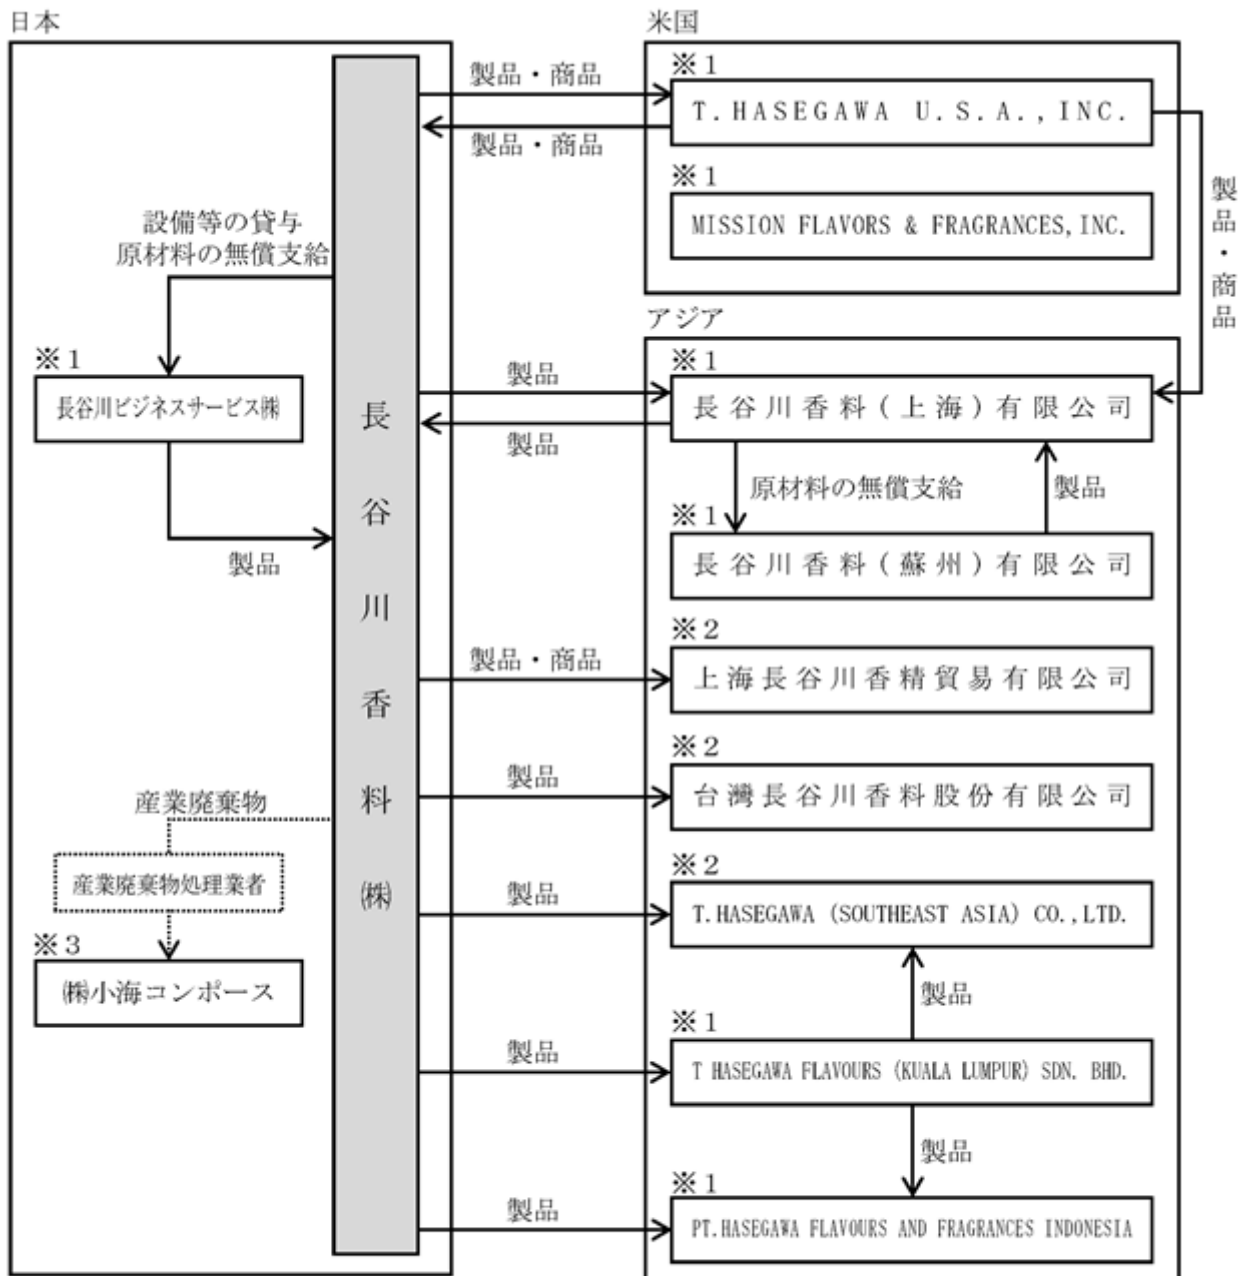 日本
米国
製品・商品
※１
T.HASEGAWA U.S.A.,INC.
製品・商品
※１
MISSION FLAVORS & FRAGRANCES,INC.
製品・商品
設備等の貸与
原材料の無償支給
アジア
※１
長谷川ビジネスサービス㈱
製品
長谷川香料㈱
製品
※１
長谷川香料(上海)有限公司
製品
原材料の無償支給
製品
※１
長谷川香料(蘇州)有限公司
製品・商品
※２
上海長谷川香精貿易有限公司
製品
※２
台灣長谷川香料股份有限公司
産業廃棄物
産業廃棄物処理業者
※３
㈱小海コンポース
製品
※２
T.HASEGAWA (SOUTHEAST ASIA) CO.,LTD.
製品
製品
※１
T HASEGAWA FLAVOURS (KUALA LUMPUR) SDN. BHD.
製品
製品
※１
PT.HASEGAWA FLAVOURS AND FRAGRANCES INDONESIA